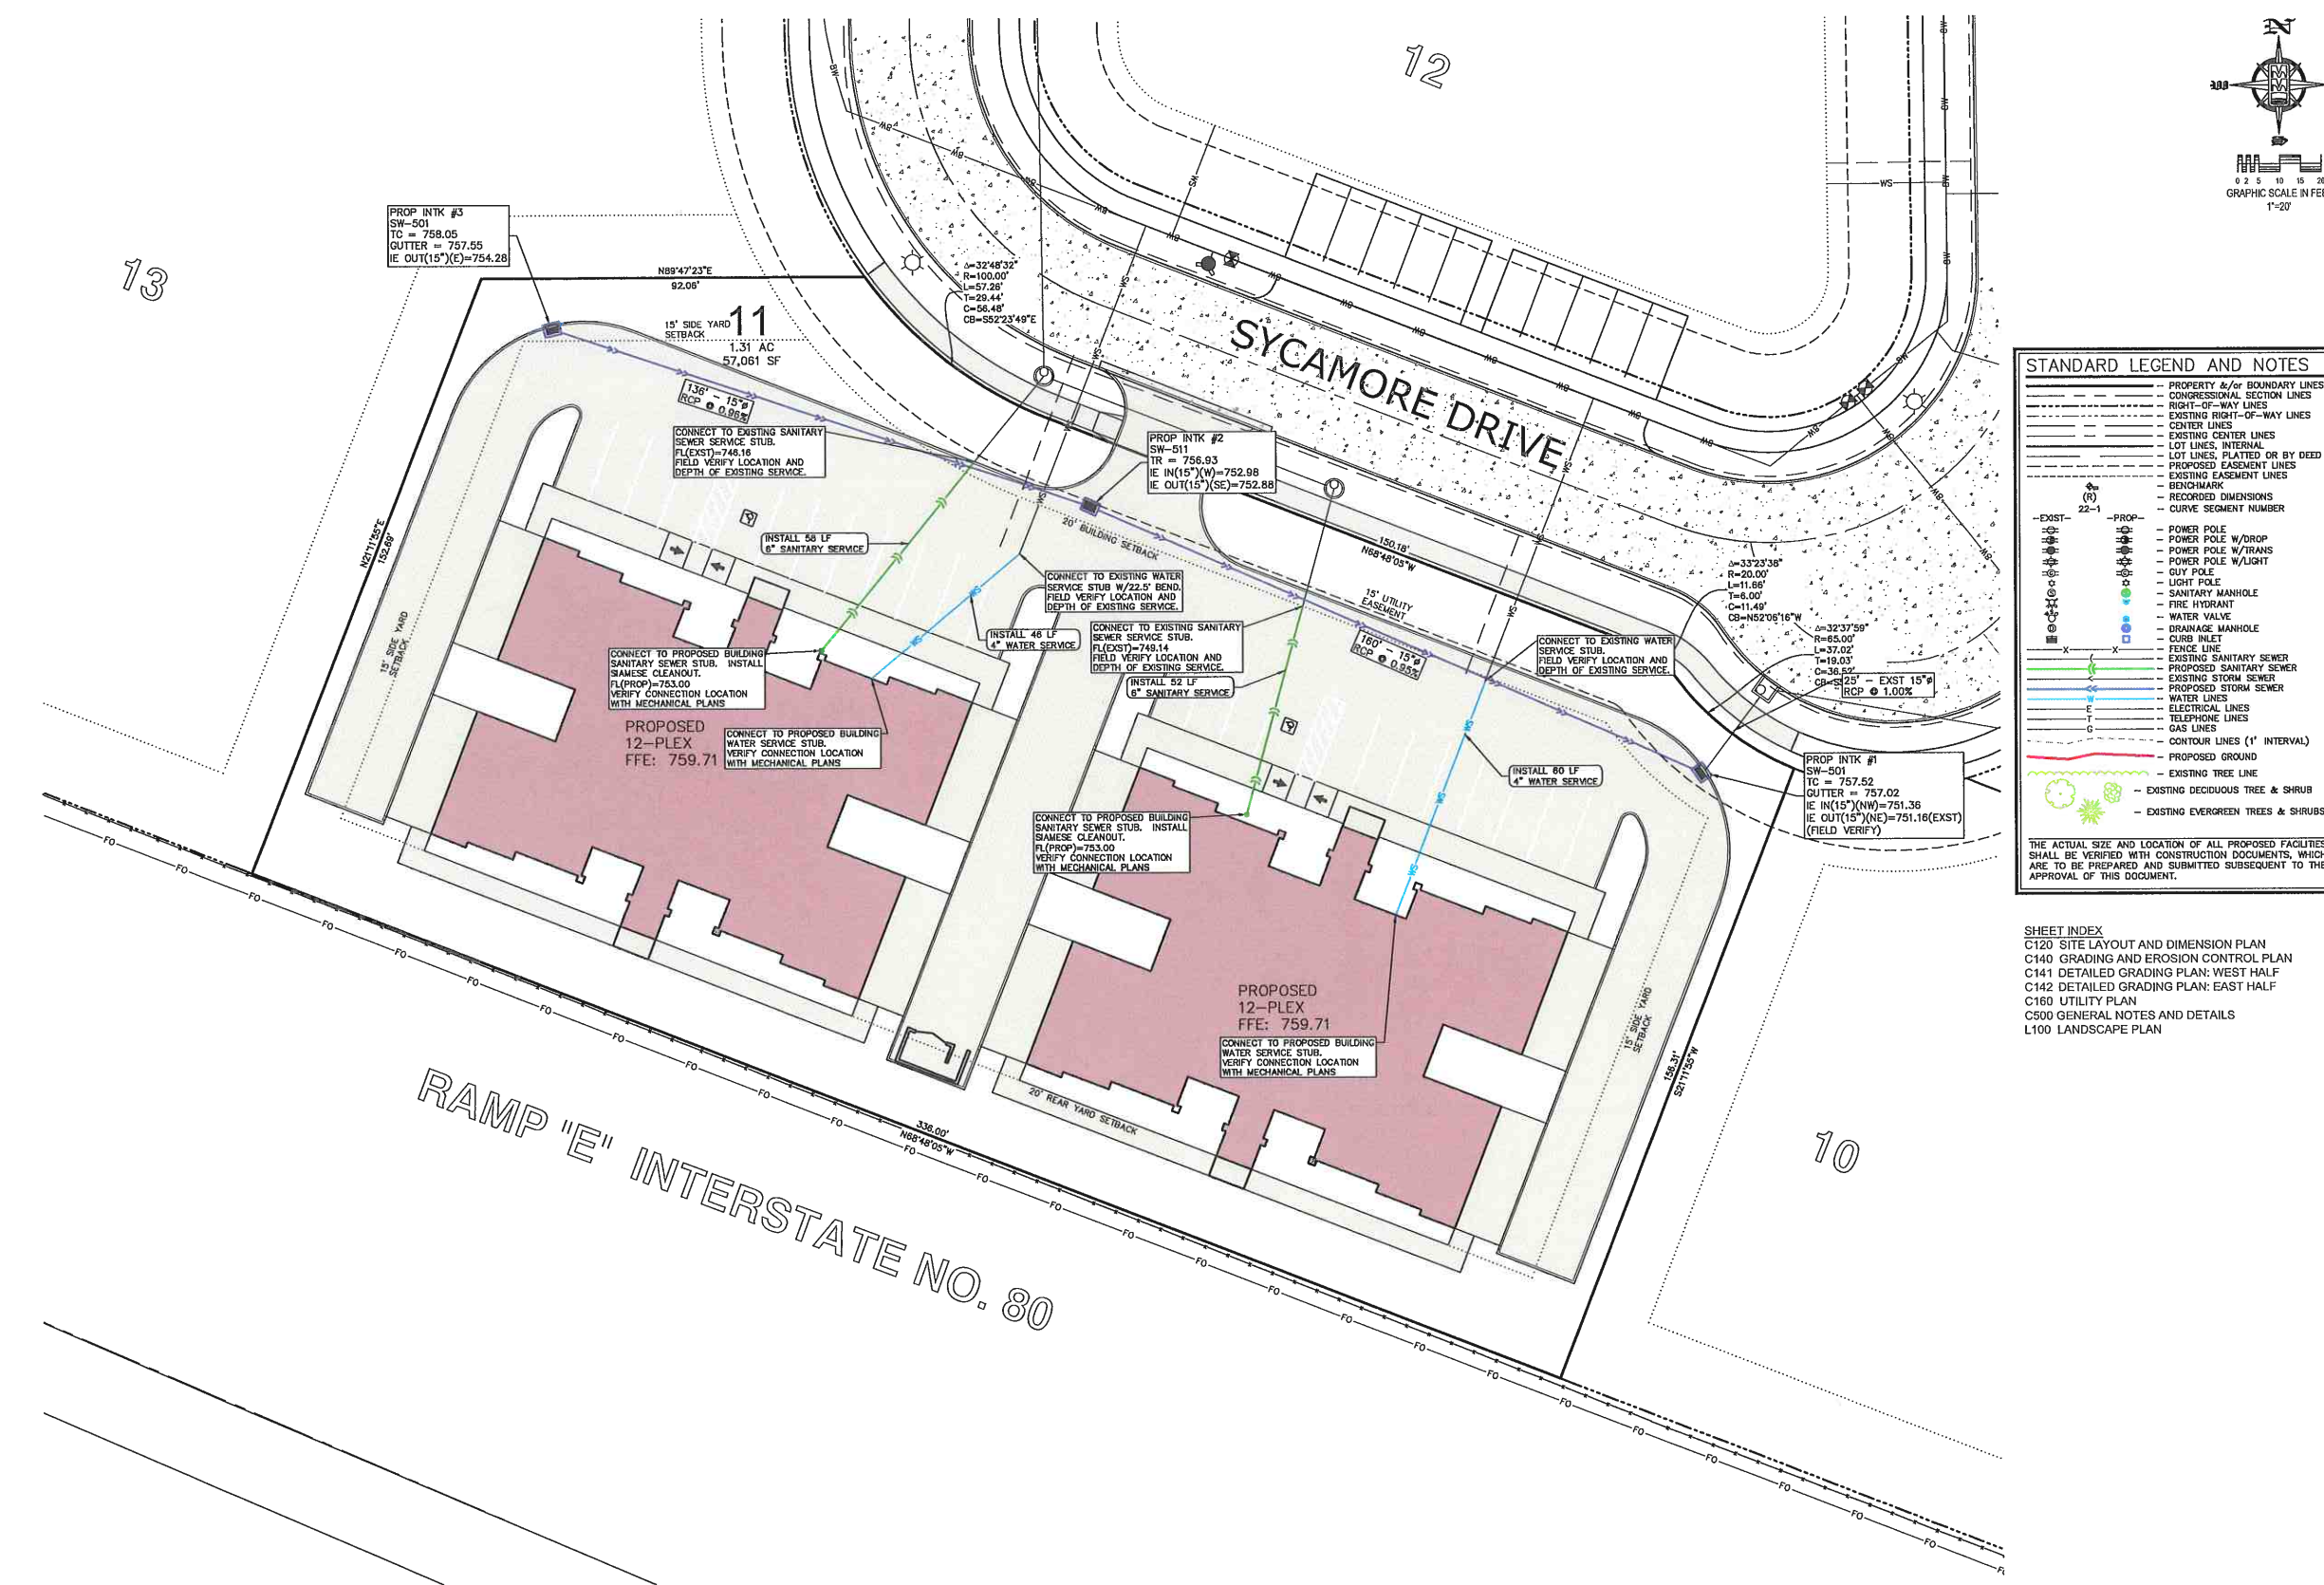 12
N
0 2 5 10 15 20
GRAPHIC SCALE IN FEE
1"=20'
PROP INTK #3
SW-501
TC = 758.05
GUTTER = 757.55
IE OUT(15")(E)=754.28
13
N89°47'23"E
92.06'
15' SIDE YARD
SETBACK
11
1.31 AC
57,061 SF
Δ=32°48'32"
R=100.00'
L=57.26'
T=29.44'
C=56.48'
CB=S52°23'49"E
SYCAMORE DRIVE
136' - 15"ø
RCP @ 0.96%
CONNECT TO EXISTING SANITARY
SEWER SERVICE STUB.
FL(EXST)=746.16
FIELD VERIFY LOCATION AND
DEPTH OF EXISTING SERVICE.
PROP INTK #2
SW-511
TR = 756.93
IE IN(15")(W)=752.98
IE OUT(15")(SE)=752.88
INSTALL 58 LF
6" SANITARY SERVICE
20' BUILDING SETBACK
150.18'
N68°48'05"W
N21°11'55"E
152.69'
15' SIDE YARD
SETBACK
CONNECT TO EXISTING WATER
SERVICE STUB W/22.5' BEND.
FIELD VERIFY LOCATION AND
DEPTH OF EXISTING SERVICE.
15' UTILITY
EASEMENT
Δ=33°23'38"
R=20.00'
L=11.66'
T=6.00'
C=11.49'
CB=N52°06'16"W
INSTALL 46 LF
4" WATER SERVICE
CONNECT TO EXISTING SANITARY
SEWER SERVICE STUB.
FL(EXST)=749.14
FIELD VERIFY LOCATION AND
DEPTH OF EXISTING SERVICE.
160' - 15"ø
RCP @ 0.95%
CONNECT TO EXISTING WATER
SERVICE STUB.
FIELD VERIFY LOCATION AND
DEPTH OF EXISTING SERVICE.
Δ=32°37'59"
R=65.00'
L=37.02'
T=19.03'
C=36.52'
25' - EXST 15"ø
RCP @ 1.00%
CONNECT TO PROPOSED BUILDING
SANITARY SEWER STUB. INSTALL
SIAMESE CLEANOUT.
FL(PROP)=753.00
VERIFY CONNECTION LOCATION
WITH MECHANICAL PLANS
INSTALL 52 LF
6" SANITARY SERVICE
PROPOSED
12-PLEX
FFE: 759.71
CONNECT TO PROPOSED BUILDING
WATER SERVICE STUB.
VERIFY CONNECTION LOCATION
WITH MECHANICAL PLANS
INSTALL 60 LF
4" WATER SERVICE
PROP INTK #1
SW-501
TC = 757.52
GUTTER = 757.02
IE IN(15")(NW)=751.36
IE OUT(15")(NE)=751.16(EXST)
(FIELD VERIFY)
CONNECT TO PROPOSED BUILDING
SANITARY SEWER STUB. INSTALL
SIAMESE CLEANOUT.
FL(PROP)=753.00
VERIFY CONNECTION LOCATION
WITH MECHANICAL PLANS
PROPOSED
12-PLEX
FFE: 759.71
CONNECT TO PROPOSED BUILDING
WATER SERVICE STUB.
VERIFY CONNECTION LOCATION
WITH MECHANICAL PLANS
15' SIDE YARD
SETBACK
156.31'
S21°11'55"W
20' REAR YARD SETBACK
336.00'
N68°48'05"W
10
RAMP "E" INTERSTATE NO. 80
STANDARD LEGEND AND NOTES
- PROPERTY &/or BOUNDARY LINES
- CONGRESSIONAL SECTION LINES
- RIGHT-OF-WAY LINES
- EXISTING RIGHT-OF-WAY LINES
- CENTER LINES
- EXISTING CENTER LINES
- LOT LINES, INTERNAL
- LOT LINES, PLATTED OR BY DEED
- PROPOSED EASEMENT LINES
- EXISTING EASEMENT LINES
- BENCHMARK
(R) - RECORDED DIMENSIONS
22-1 - CURVE SEGMENT NUMBER
-EXIST- -PROP-
- POWER POLE
- POWER POLE W/DROP
- POWER POLE W/TRANS
- POWER POLE W/LIGHT
- GUY POLE
- LIGHT POLE
- SANITARY MANHOLE
- FIRE HYDRANT
- WATER VALVE
- DRAINAGE MANHOLE
- CURB INLET
X X - FENCE LINE
- EXISTING SANITARY SEWER
- PROPOSED SANITARY SEWER
- EXISTING STORM SEWER
- PROPOSED STORM SEWER
W - WATER LINES
E - ELECTRICAL LINES
T - TELEPHONE LINES
G - GAS LINES
- CONTOUR LINES (1' INTERVAL)
- PROPOSED GROUND
- EXISTING TREE LINE
- EXISTING DECIDUOUS TREE & SHRUB
- EXISTING EVERGREEN TREES & SHRUBS
THE ACTUAL SIZE AND LOCATION OF ALL PROPOSED FACILITIES
SHALL BE VERIFIED WITH CONSTRUCTION DOCUMENTS, WHICH
ARE TO BE PREPARED AND SUBMITTED SUBSEQUENT TO THE
APPROVAL OF THIS DOCUMENT.
SHEET INDEX
C120 SITE LAYOUT AND DIMENSION PLAN
C140 GRADING AND EROSION CONTROL PLAN
C141 DETAILED GRADING PLAN: WEST HALF
C142 DETAILED GRADING PLAN: EAST HALF
C160 UTILITY PLAN
C500 GENERAL NOTES AND DETAILS
L100 LANDSCAPE PLAN